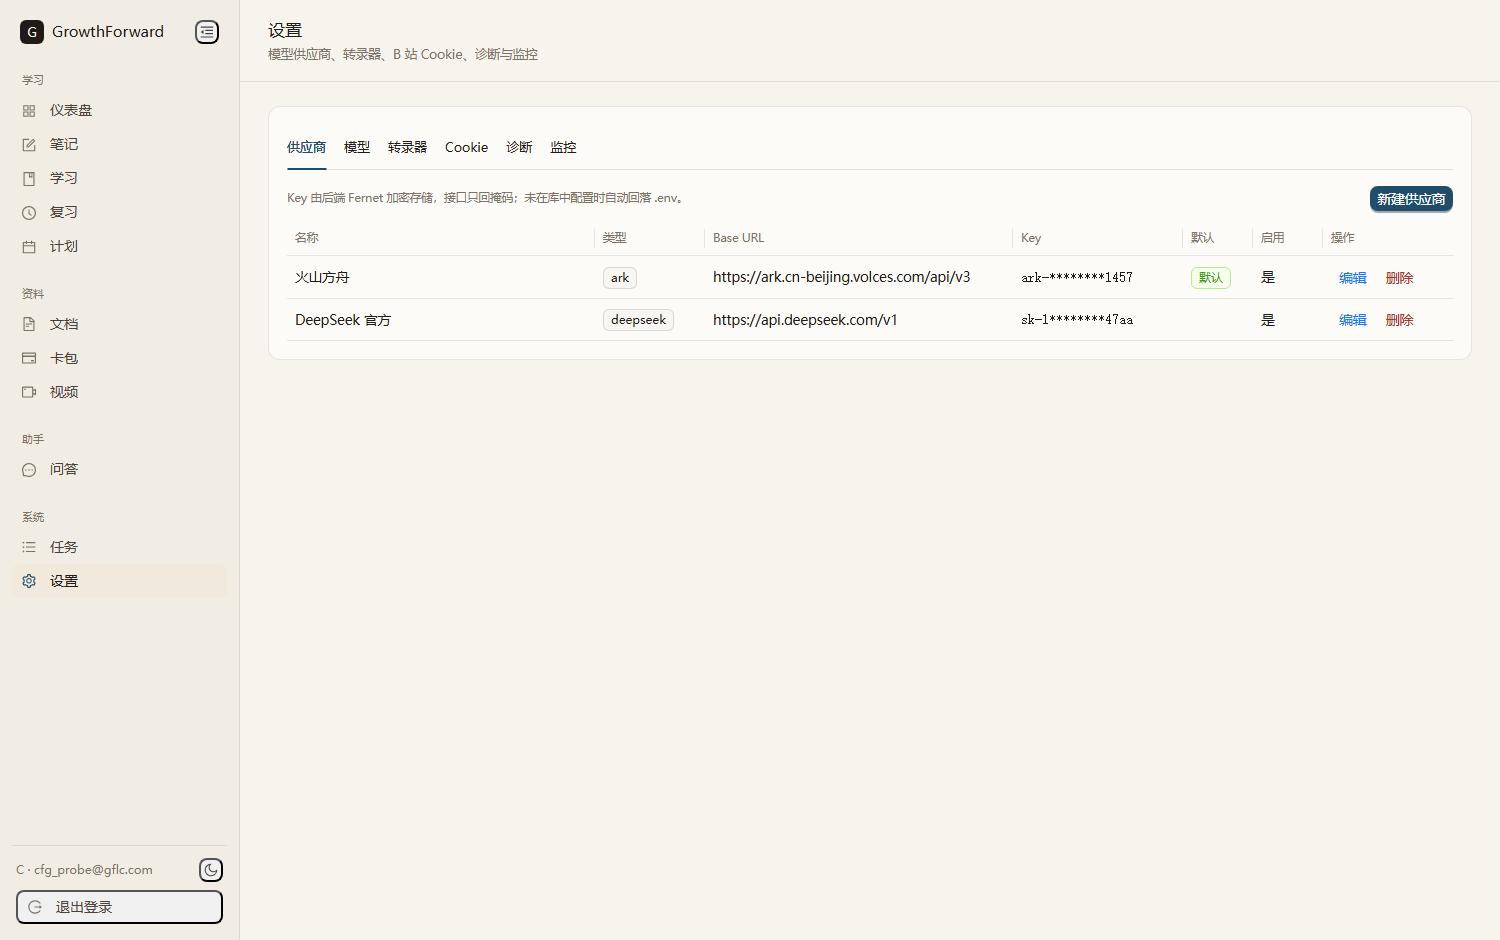 G GrowthForward
学习
仪表盘
笔记
学习
复习
计划
资料
文档
卡包
视频
助手
问答
系统
任务
设置
C · cfg_probe@gflc.com
退出登录
设置
模型供应商、转录器、B 站 Cookie、诊断与监控
供应商 模型 转录器 Cookie 诊断 监控
Key 由后端 Fernet 加密存储，接口只回掩码；未在库中配置时自动回落 .env。
新建供应商
名称 类型 Base URL Key 默认 启用 操作
火山方舟 ark https://ark.cn-beijing.volces.com/api/v3 ark-********1457 默认 是 编辑 删除
DeepSeek 官方 deepseek https://api.deepseek.com/v1 sk-1********47aa 是 编辑 删除